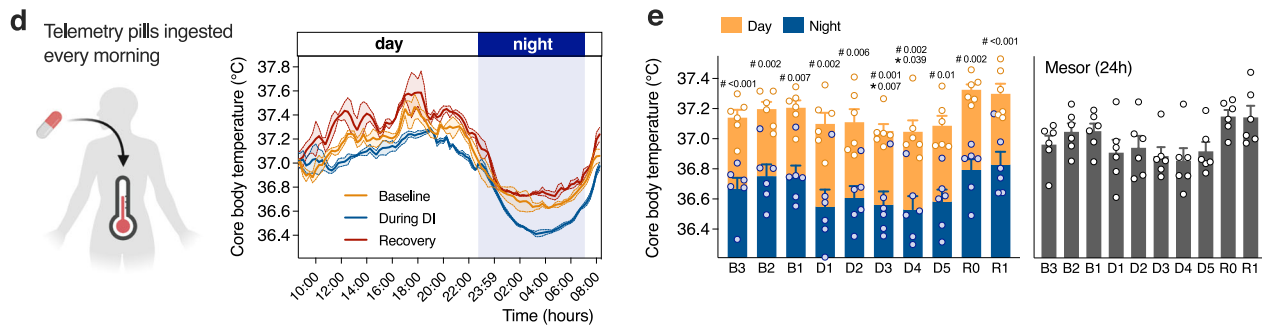 d
Telemetry pills ingested
every morning
day
night
Core body temperature (°C)
37.8
37.6
37.4
37.2
37.0
36.8
36.6
36.4
Baseline
During DI
Recovery
10:00
12:00
14:00
16:00
18:00
20:00
22:00
23:59
02:00
04:00
06:00
08:00
Time (hours)
e
Day
Night
Core body temperature (°C)
37.4
37.2
37.0
36.8
36.6
36.4
# <0.001
# 0.002
# 0.007
# 0.002
# 0.006
# 0.001
★ 0.007
# 0.002
★ 0.039
# 0.01
# 0.002
# <0.001
B3 B2 B1 D1 D2 D3 D4 D5 R0 R1
Mesor (24h)
B3 B2 B1 D1 D2 D3 D4 D5 R0 R1